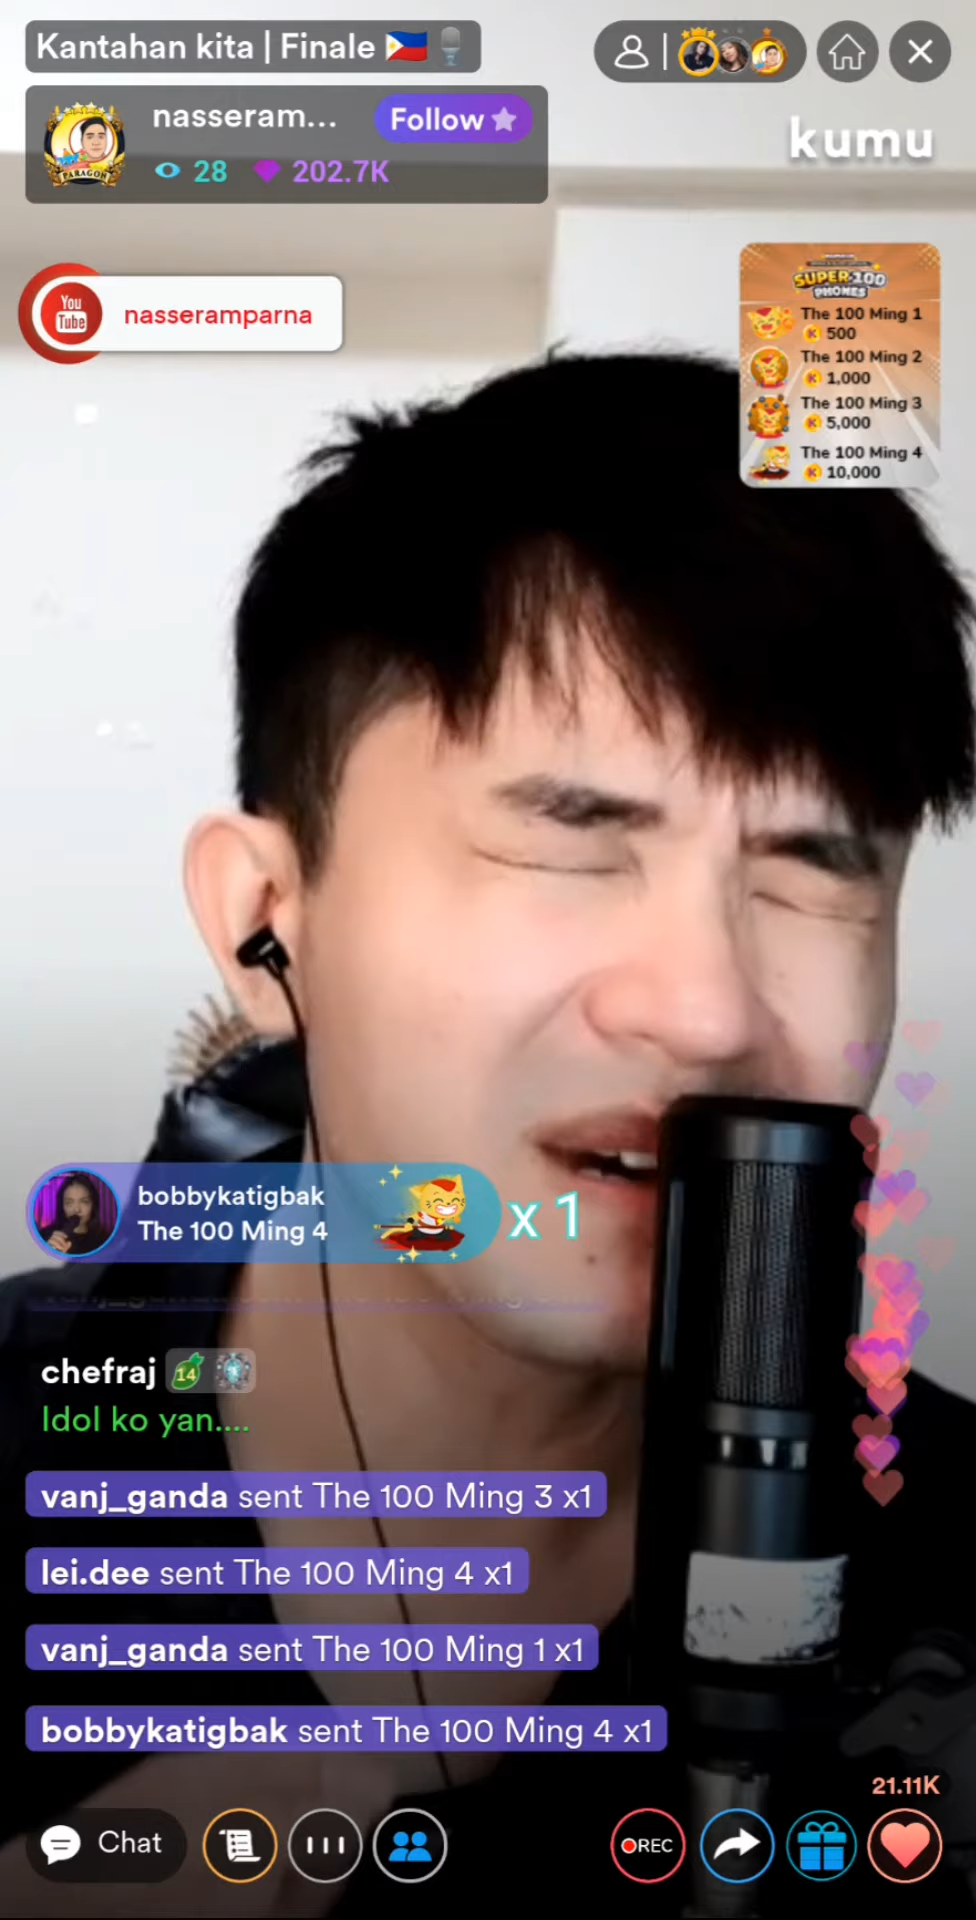 Kantahan kita | Finale
nasseram...
Follow
28
202.7K
PARAGON
kumu
You
Tube
nasseramparna
SUPER 100
PHONES
The 100 Ming 1
500
The 100 Ming 2
1,000
The 100 Ming 3
5,000
The 100 Ming 4
10,000
bobbykatigbak
The 100 Ming 4
x 1
chefraj 14
Idol ko yan....
vanj_ganda sent The 100 Ming 3 x1
lei.dee sent The 100 Ming 4 x1
vanj_ganda sent The 100 Ming 1 x1
bobbykatigbak sent The 100 Ming 4 x1
21.11K
Chat
REC